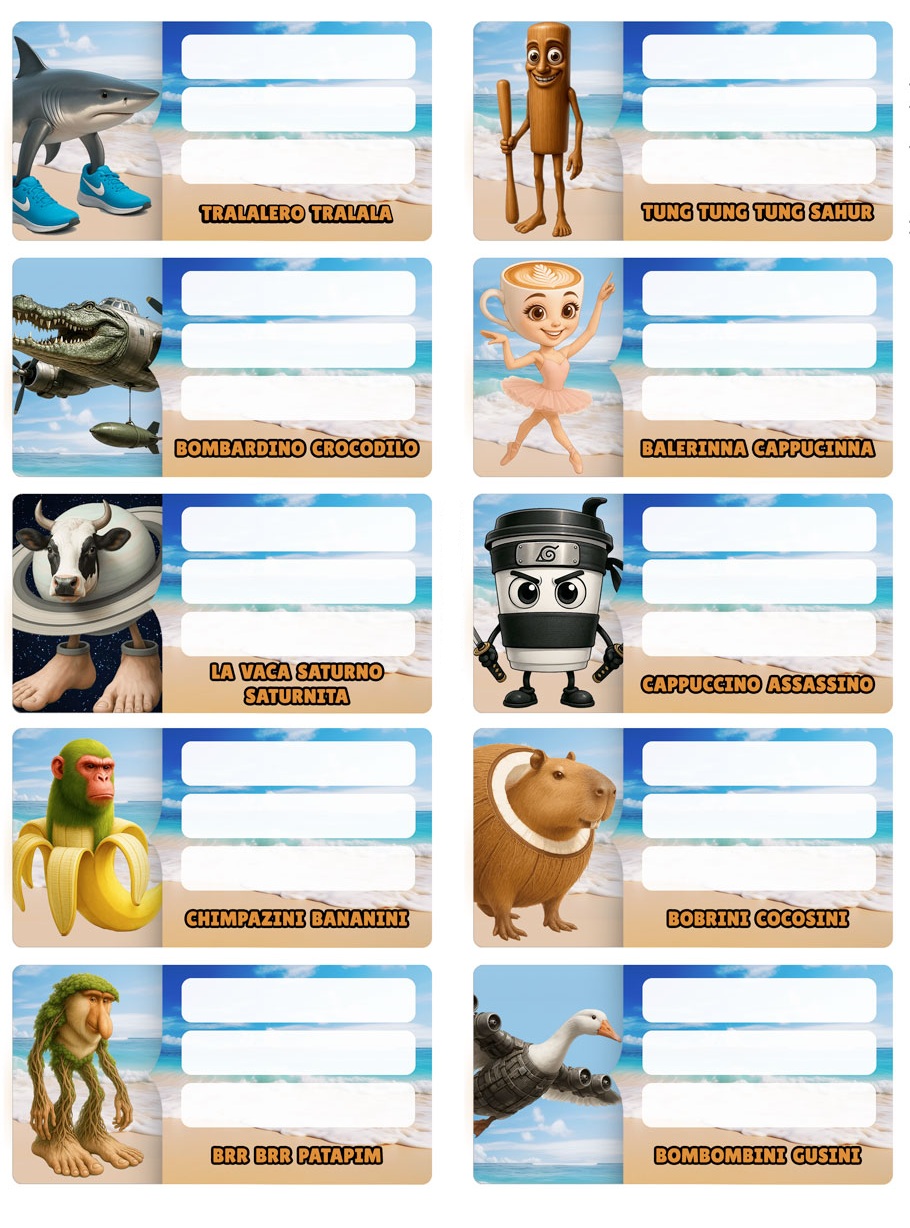 TRALALERO TRALALA
TUNG TUNG TUNG SAHUR
BOMBARDINO CROCODILO
BALERINNA CAPPUCINNA
LA VACA SATURNO
SATURNITA
CAPPUCCINO ASSASSINO
CHIMPAZINI BANANINI
BOBRINI COCOSINI
BRR BRR PATAPIM
BOMBOMBINI GUSINI